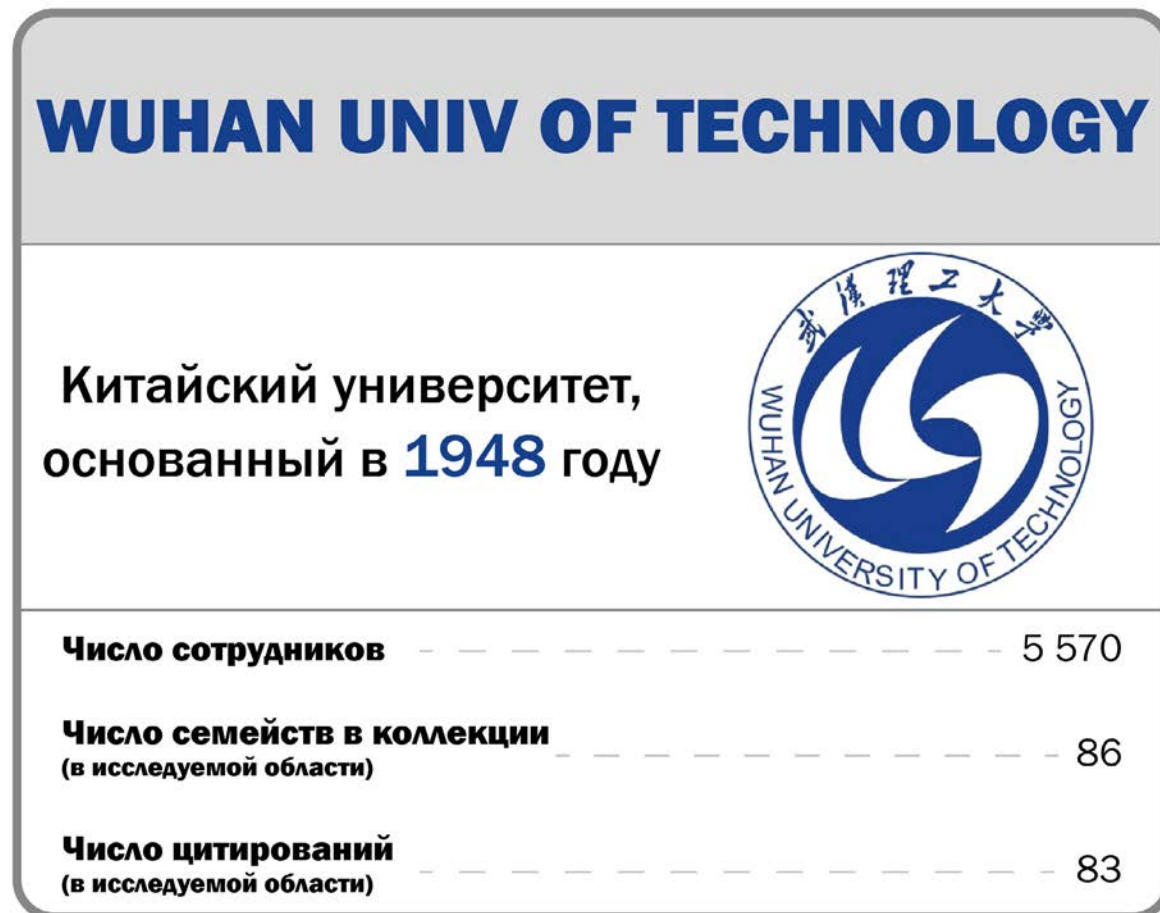 WUHAN UNIV OF TECHNOLOGY
Китайский университет,
основанный в 1948 году
武漢理工大學
WUHAN UNIVERSITY OF TECHNOLOGY
Число сотрудников 5 570
Число семейств в коллекции
(в исследуемой области) 86
Число цитирований
(в исследуемой области) 83